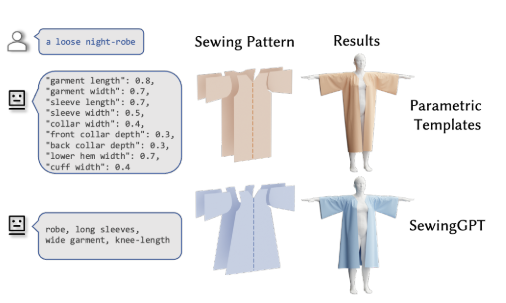 a loose night-robe
Sewing Pattern
Results
"garment length": 0.8,
"garment width": 0.7,
"sleeve length": 0.7,
"sleeve width": 0.5,
"collar width": 0.4,
"front collar depth": 0.3,
"back collar depth": 0.3,
"lower hem width": 0.7,
"cuff width": 0.4
Parametric
Templates
robe, long sleeves,
wide garment, knee-length
SewingGPT